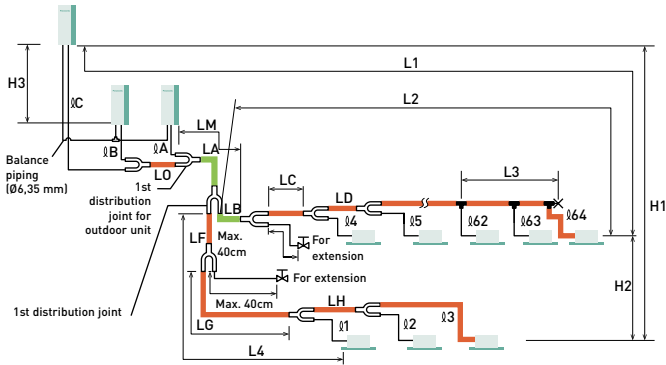 H3
ℓC
L1
L2
LM
ℓB
ℓA
LA
LO
Balance
piping
(Ø6,35 mm)
1st
distribution
joint for
outdoor unit
LB
LC
LD
L3
ℓ4
ℓ5
ℓ62
ℓ63
ℓ64
H1
LF
Max.
40cm
For
extension
For extension
Max. 40cm
H2
1st distribution joint
LG
LH
ℓ1
ℓ2
ℓ3
L4